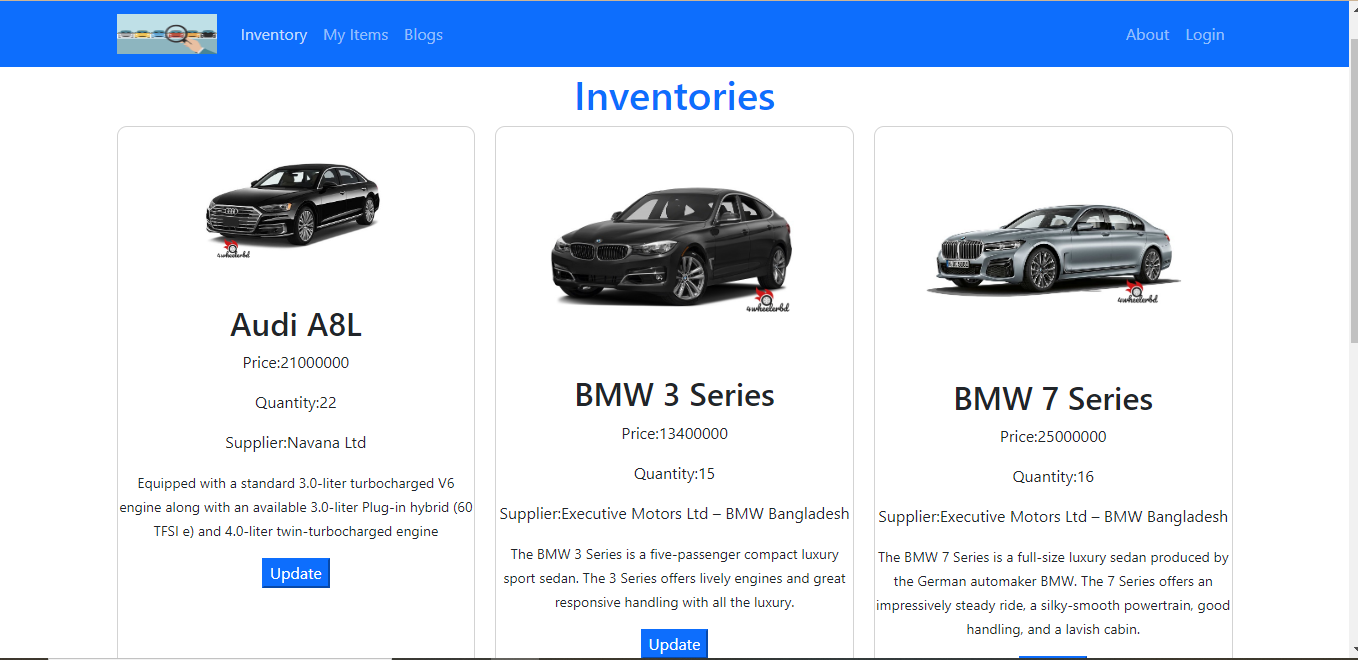 Inventory My Items Blogs About Login
Inventories
4wheelerbd
Audi A8L
Price:21000000
Quantity:22
Supplier:Navana Ltd
Equipped with a standard 3.0-liter turbocharged V6
engine along with an available 3.0-liter Plug-in hybrid (60
TFSI e) and 4.0-liter twin-turbocharged engine
Update
4wheelerbd
BMW 3 Series
Price:13400000
Quantity:15
Supplier:Executive Motors Ltd – BMW Bangladesh
The BMW 3 Series is a five-passenger compact luxury
sport sedan. The 3 Series offers lively engines and great
responsive handling with all the luxury.
Update
4wheelerbd
BMW 7 Series
Price:25000000
Quantity:16
Supplier:Executive Motors Ltd – BMW Bangladesh
The BMW 7 Series is a full-size luxury sedan produced by
the German automaker BMW. The 7 Series offers an
impressively steady ride, a silky-smooth powertrain, good
handling, and a lavish cabin.